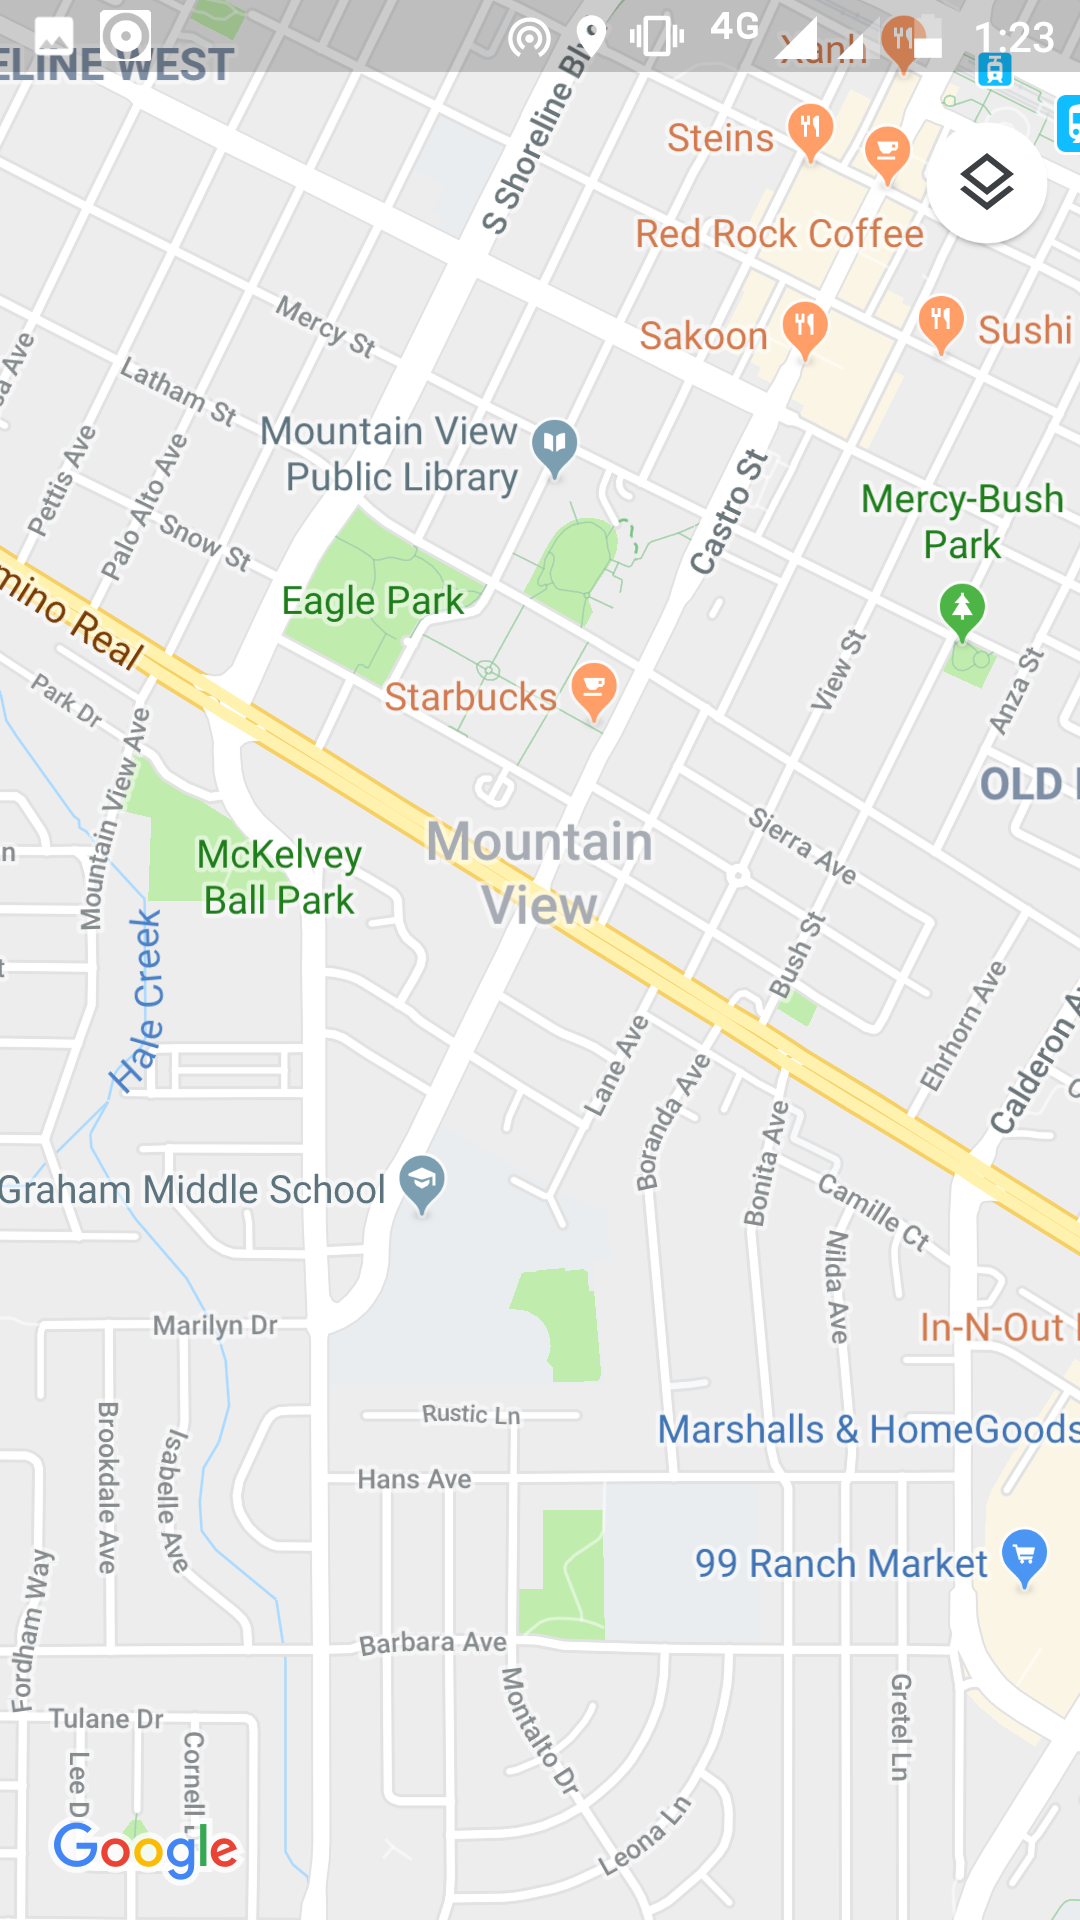 4G
1:23
ELINE WEST
Xanh
S Shoreline Bl
Steins
Red Rock Coffee
Mercy St
Sakoon
Sushi
Latham St
Mountain View
Public Library
Pettis Ave
Palo Alto Ave
Snow St
Castro St
Mercy-Bush
Park
Eagle Park
mino Real
Park Dr
Starbucks
View St
Anza St
Mountain View Ave
OLD
McKelvey
Ball Park
Mountain
View
Sierra Ave
Hale Creek
Bush St
Ehrhorn Ave
Calderon Av
Lane Ave
Boranda Ave
Bonita Ave
Graham Middle School
Camille Ct
Nilda Ave
Marilyn Dr
In-N-Out
Brookdale Ave
Isabelle Ave
Rustic Ln
Marshalls & HomeGoods
Hans Ave
99 Ranch Market
Fordham Way
Barbara Ave
Montalto Dr
Gretel Ln
Tulane Dr
Lee D
Cornell
Leona Ln
Google